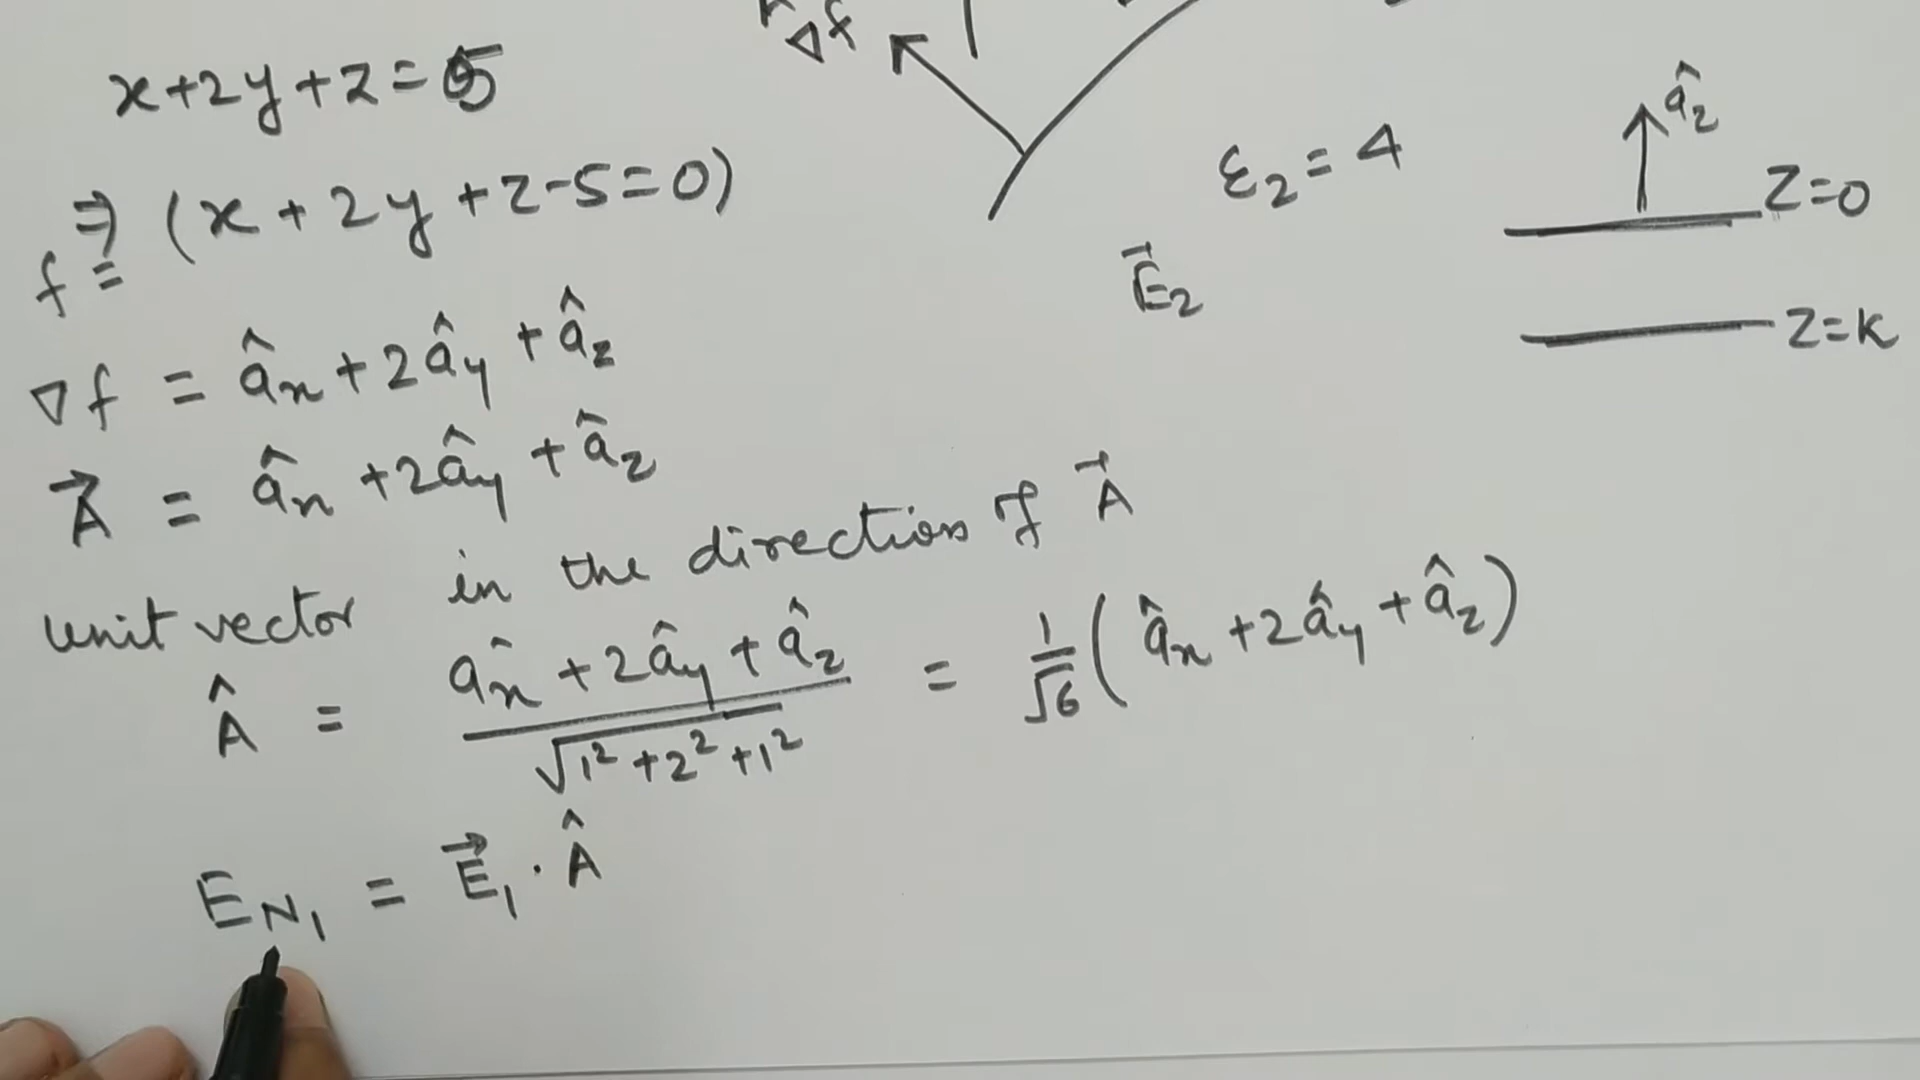 x+2y+z=5
⇒ (x+2y+z-5=0)
f=
∇f = âx+2ây+âz
A⃗ = âx+2ây+âz
unit vector in the direction of A⃗
Â = âx+2ây+âz / √1²+2²+1² = 1/√6 (âx+2ây+âz)
EN1 = E⃗1 · Â
∇f
ε2=4
E⃗2
âz
Z=0
Z=K